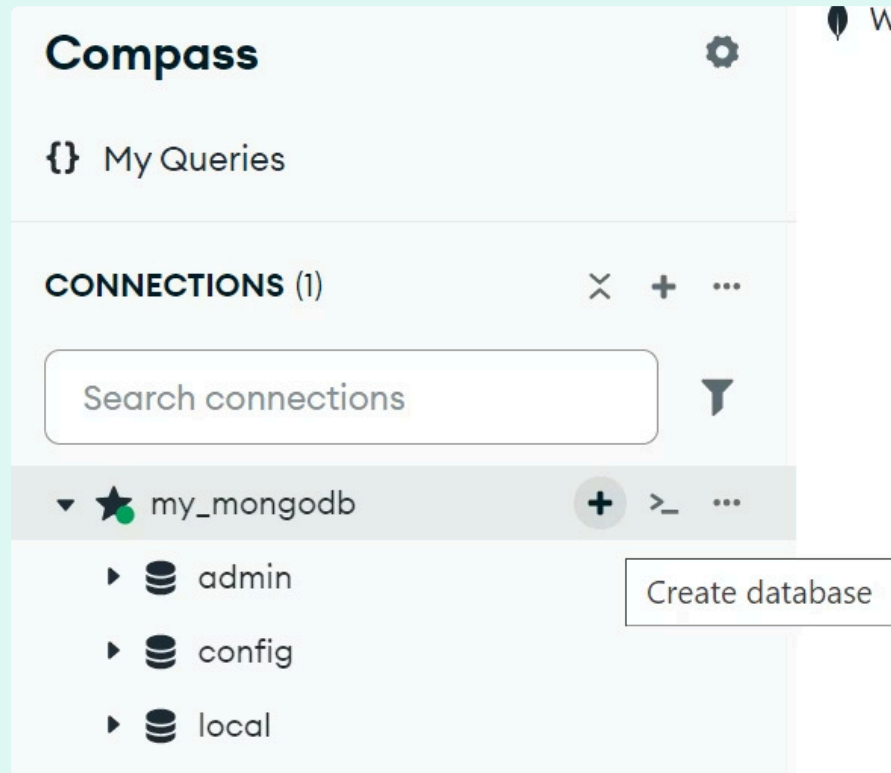 Compass
{} My Queries
CONNECTIONS (1)
Search connections
my_mongodb
>_
Create database
admin
config
local